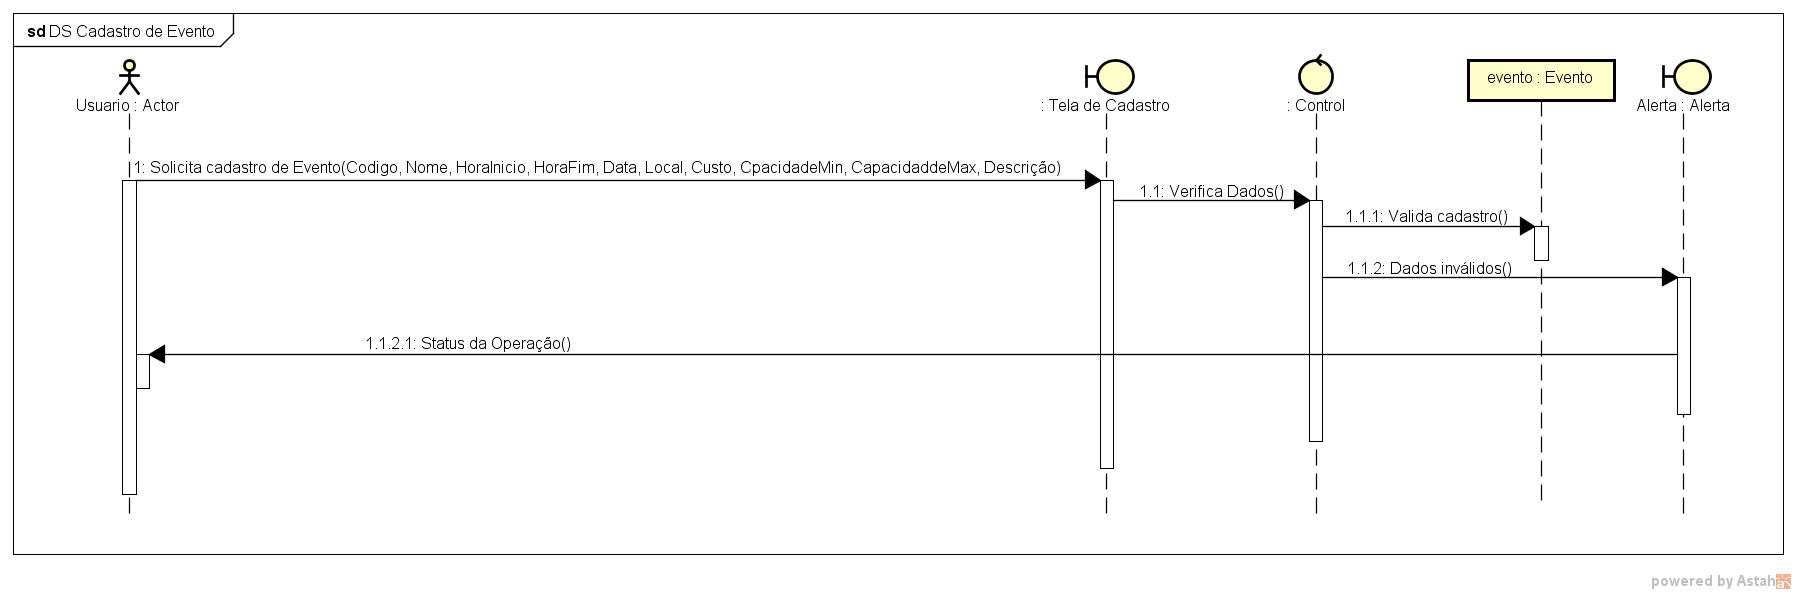 sd DS Cadastro de Evento
Usuario : Actor
: Tela de Cadastro
: Control
evento : Evento
Alerta : Alerta
1: Solicita cadastro de Evento(Codigo, Nome, HoraInicio, HoraFim, Data, Local, Custo, CpacidadeMin, CapacidaddeMax, Descrição)
1.1: Verifica Dados()
1.1.1: Valida cadastro()
1.1.2: Dados inválidos()
1.1.2.1: Status da Operação()
powered by Astah